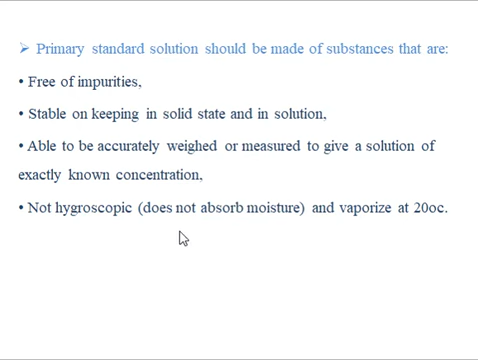 ➢ Primary standard solution should be made of substances that are:
• Free of impurities,
• Stable on keeping in solid state and in solution,
• Able to be accurately weighed or measured to give a solution of
exactly known concentration,
• Not hygroscopic (does not absorb moisture) and vaporize at 20oc.